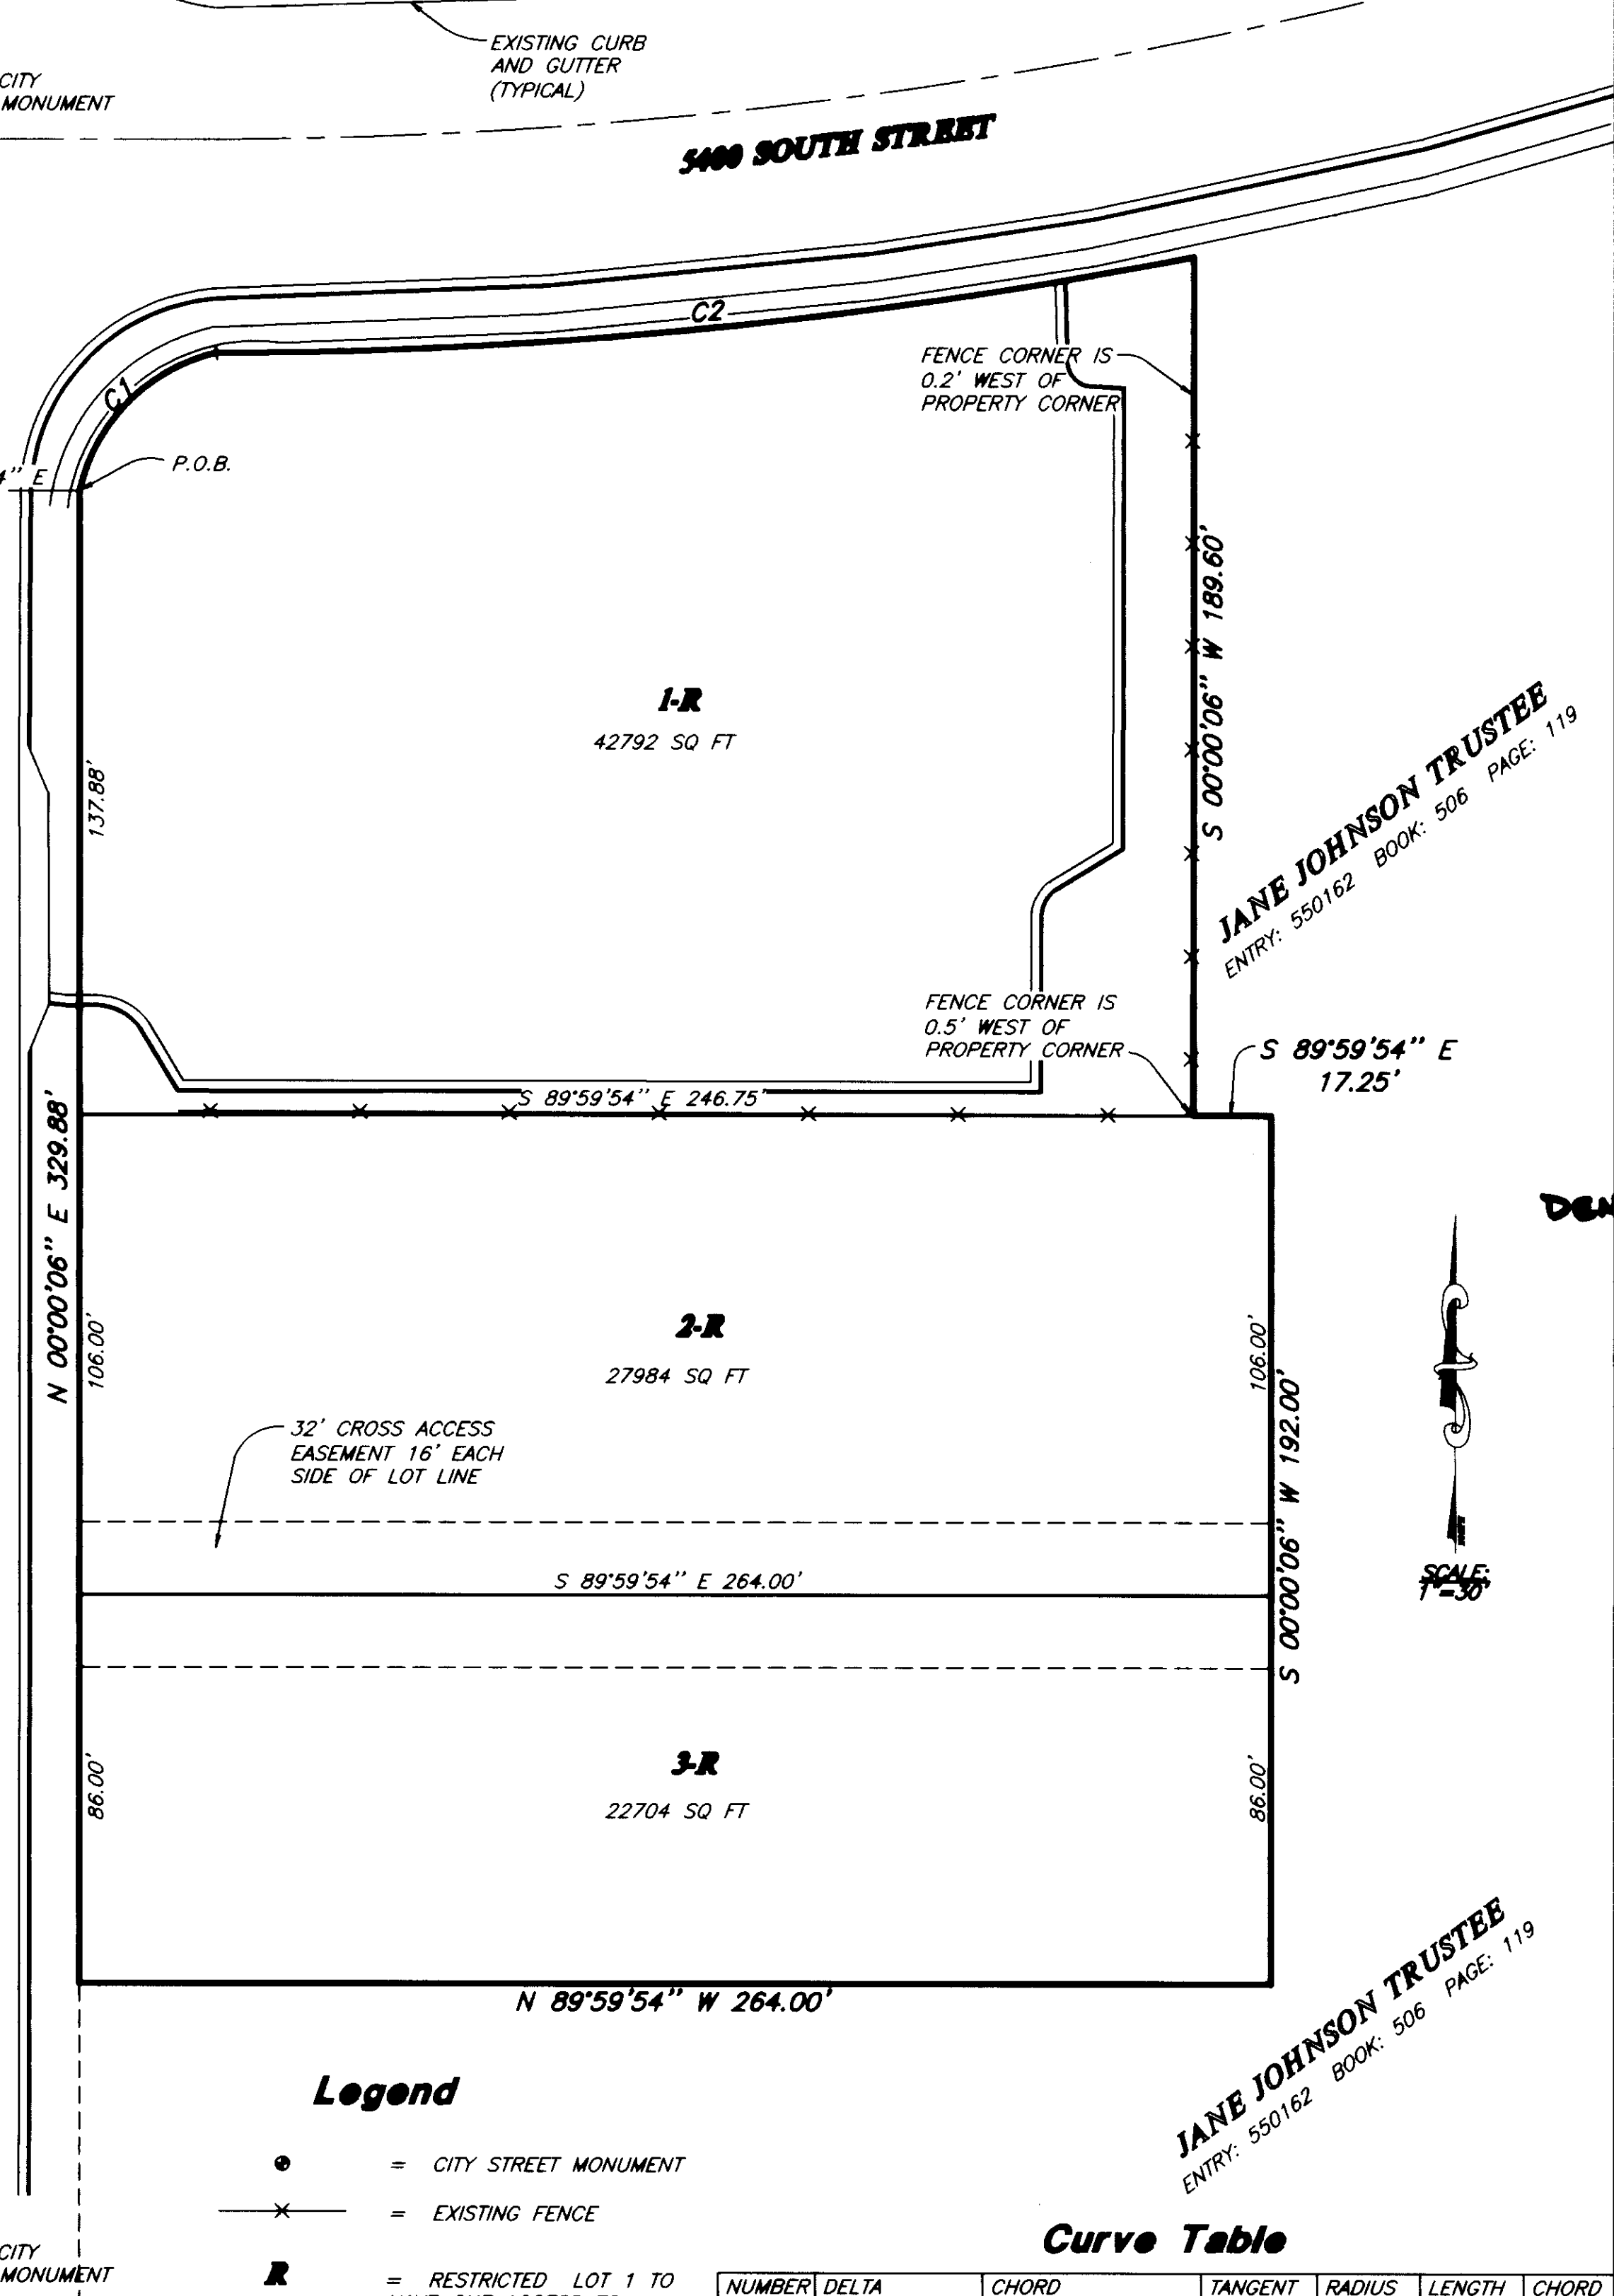 EXISTING CURB
AND GUTTER
(TYPICAL)
CITY
MONUMENT
5400 SOUTH STREET
C2
C1
FENCE CORNER IS
0.2' WEST OF
PROPERTY CORNER
4" E
P.O.B.
S 00°00'06" W 189.60'
1-R
42792 SQ FT
137.88'
JANE JOHNSON TRUSTEE
ENTRY: 550162 BOOK: 506 PAGE: 119
FENCE CORNER IS
0.5' WEST OF
PROPERTY CORNER
S 89°59'54" E
17.25'
S 89°59'54" E 246.75'
N 00°00'06" E 329.88'
106.00'
2-R
27984 SQ FT
106.00'
S 00°00'06" W 192.00'
32' CROSS ACCESS
EASEMENT 16' EACH
SIDE OF LOT LINE
S 89°59'54" E 264.00'
SCALE:
1"=30'
86.00'
3-R
22704 SQ FT
86.00'
N 89°59'54" W 264.00'
JANE JOHNSON TRUSTEE
ENTRY: 550162 BOOK: 506 PAGE: 119
Legend
= CITY STREET MONUMENT
= EXISTING FENCE
CITY
MONUMENT
R = RESTRICTED LOT 1 TO
Curve Table
NUMBER DELTA CHORD TANGENT RADIUS LENGTH CHORD